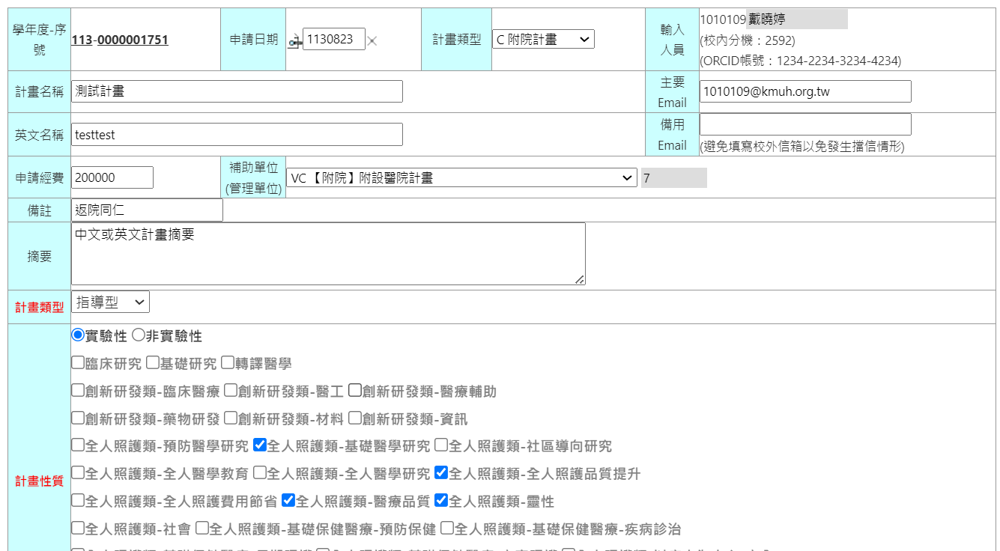 學年度-序號 113-0000001751 申請日期 1130823 計畫類型 C 附院計畫 輸入人員 1010109 戴曉婷
(校內分機：2592)
(ORCID帳號：1234-2234-3234-4234)
計畫名稱 測試計畫 主要Email 1010109@kmuh.org.tw
英文名稱 testtest 備用Email
(避免填寫校外信箱以免發生擋信情形)
申請經費 200000 補助單位(管理單位) VC 【附院】附設醫院計畫 7
備註 返院同仁
摘要 中文或英文計畫摘要
計畫類型 指導型
計畫性質
實驗性 非實驗性
臨床研究 基礎研究 轉譯醫學
創新研發類-臨床醫療 創新研發類-醫工 創新研發類-醫療輔助
創新研發類-藥物研發 創新研發類-材料 創新研發類-資訊
全人照護類-預防醫學研究 全人照護類-基礎醫學研究 全人照護類-社區導向研究
全人照護類-全人醫學教育 全人照護類-全人醫學研究 全人照護類-全人照護品質提升
全人照護類-全人照護費用節省 全人照護類-醫療品質 全人照護類-靈性
全人照護類-社會 全人照護類-基礎保健醫療-預防保健 全人照護類-基礎保健醫療-疾病診治